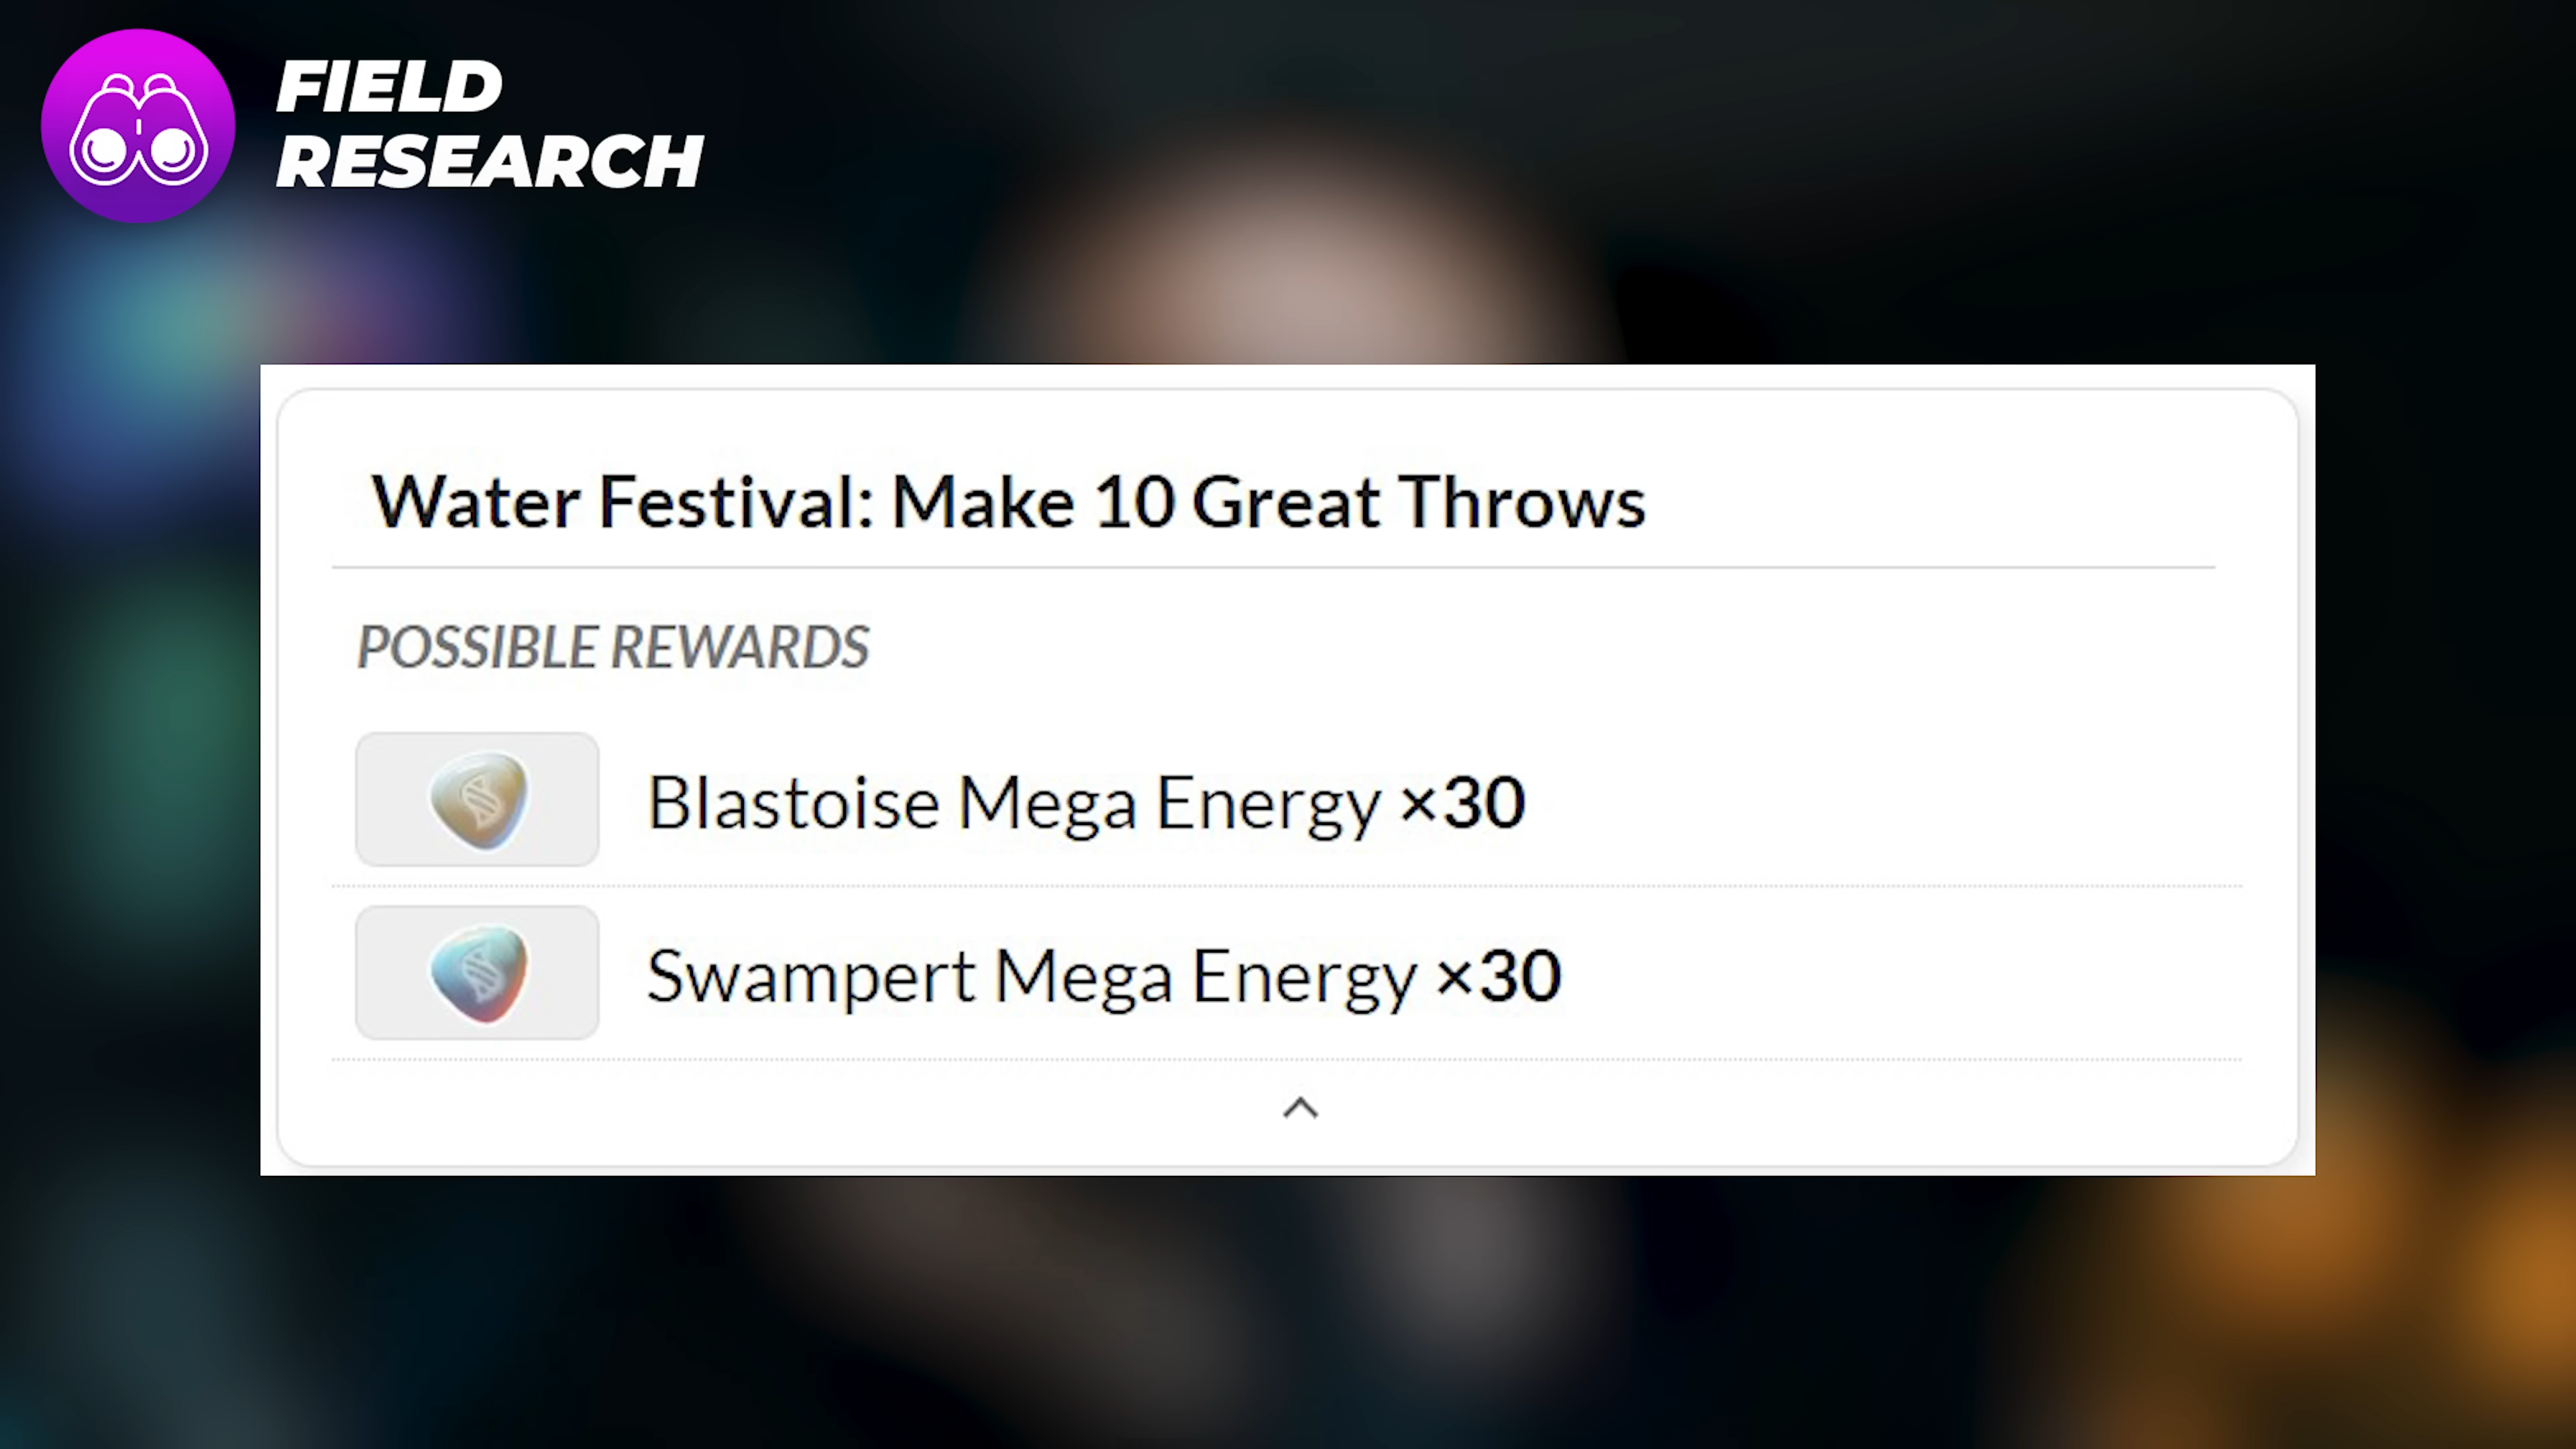 FIELD
RESEARCH
Water Festival: Make 10 Great Throws
POSSIBLE REWARDS
Blastoise Mega Energy ×30
Swampert Mega Energy ×30